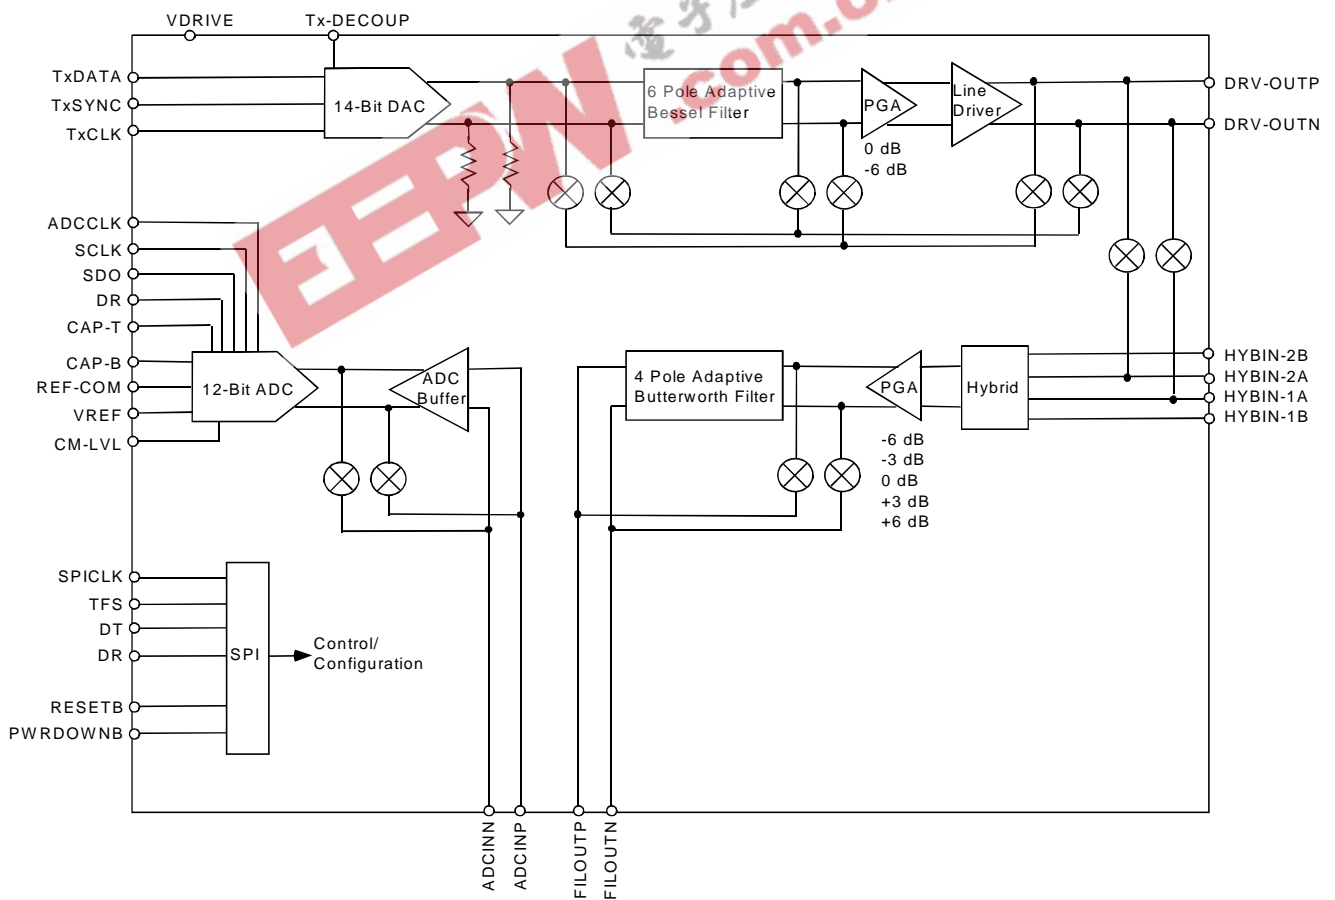 VDRIVE
Tx-DECOUP
TxDATA
TxSYNC
TxCLK
14-Bit DAC
6 Pole Adaptive
Bessel Filter
PGA
0 dB
-6 dB
Line
Driver
DRV-OUTP
DRV-OUTN
EEPW
.com.c
ADCCLK
SCLK
SDO
DR
CAP-T
CAP-B
REF-COM
VREF
CM-LVL
12-Bit ADC
ADC
Buffer
4 Pole Adaptive
Butterworth Filter
PGA
-6 dB
-3 dB
0 dB
+3 dB
+6 dB
Hybrid
HYBIN-2B
HYBIN-2A
HYBIN-1A
HYBIN-1B
SPICLK
TFS
DT
DR
RESETB
PWRDOWNB
SPI
Control/
Configuration
ADCINN
ADCINP
FILOUTP
FILOUTN